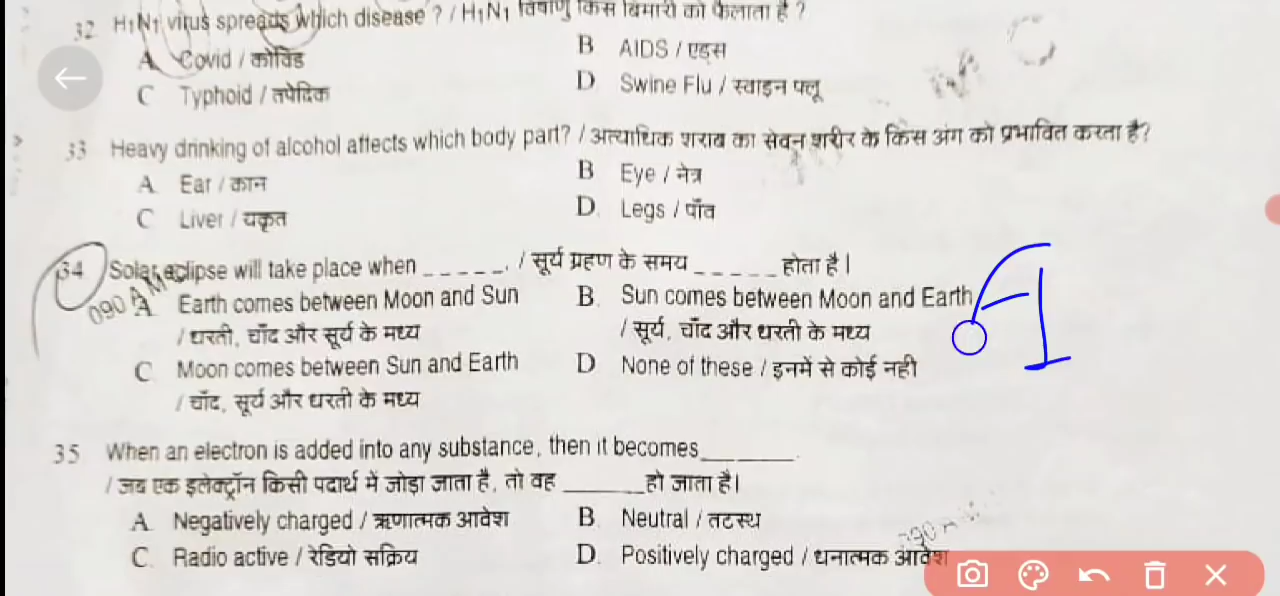 32 H1N1 virus spreads which disease ? / H1N1 विषाणु किस बिमारी को फैलाता है ?
A Covid / कोविड
B AIDS / एड्स
C Typhoid / तपेदिक
D Swine Flu / स्वाइन फ्लू
33 Heavy drinking of alcohol affects which body part? / अत्याधिक शराब का सेवन शरीर के किस अंग को प्रभावित करता है?
A Ear / कान
B Eye / नेत्र
C Liver / यकृत
D. Legs / पाँव
34 Solar eclipse will take place when _ _ _ _ _. / सूर्य ग्रहण के समय _ _ _ _ _ होता है।
A Earth comes between Moon and Sun
/ धरती, चाँद और सूर्य के मध्य
B. Sun comes between Moon and Earth
/ सूर्य, चाँद और धरती के मध्य
C Moon comes between Sun and Earth
/ चाँद, सूर्य और धरती के मध्य
D None of these / इनमें से कोई नही
35 When an electron is added into any substance, then it becomes_______.
/ जब एक इलेक्ट्रॉन किसी पदार्थ में जोड़ा जाता है, तो वह ______हो जाता है।
A. Negatively charged / ऋणात्मक आवेश
B. Neutral / तटस्थ
C. Radio active / रेडियो सक्रिय
D. Positively charged / धनात्मक आवेश